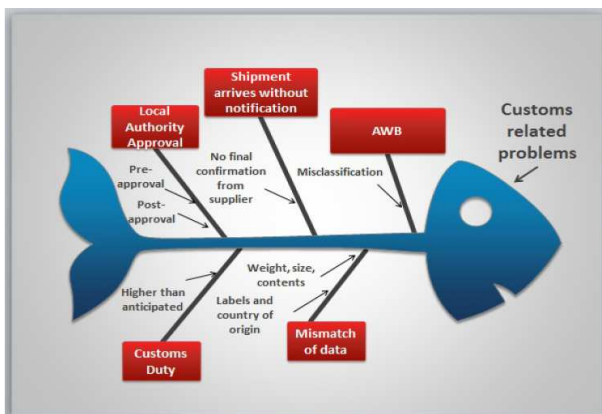 Shipment
arrives without
notification
Local
Authority
Approval
AWB
Customs
related
problems
Pre-
approval
Post-
approval
No final
confirmation
from
supplier
Misclassification
Higher than
anticipated
Weight, size,
contents
Labels and
country of
origin
Customs
Duty
Mismatch
of data